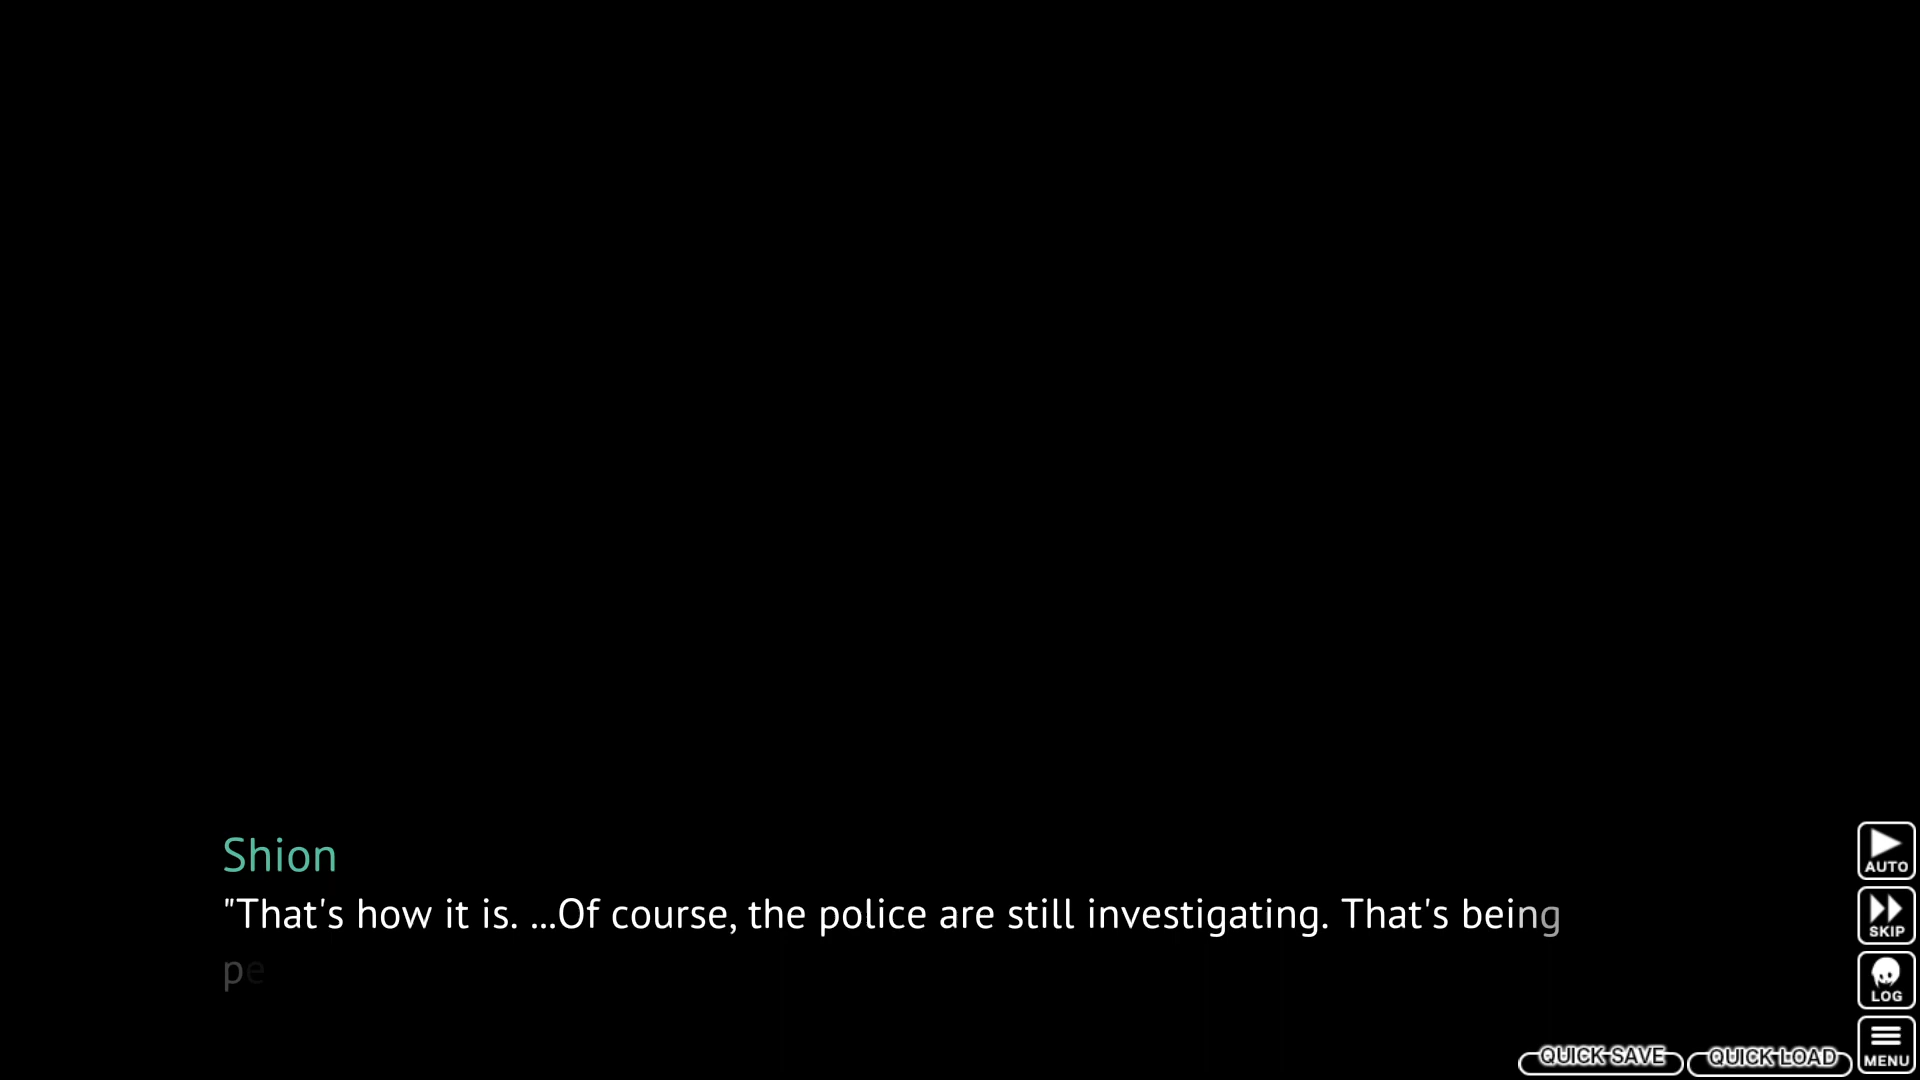 Shion
"That's how it is. ...Of course, the police are still investigating. That's being
pe
AUTO
SKIP
LOG
MENU
QUICK SAVE
QUICK LOAD